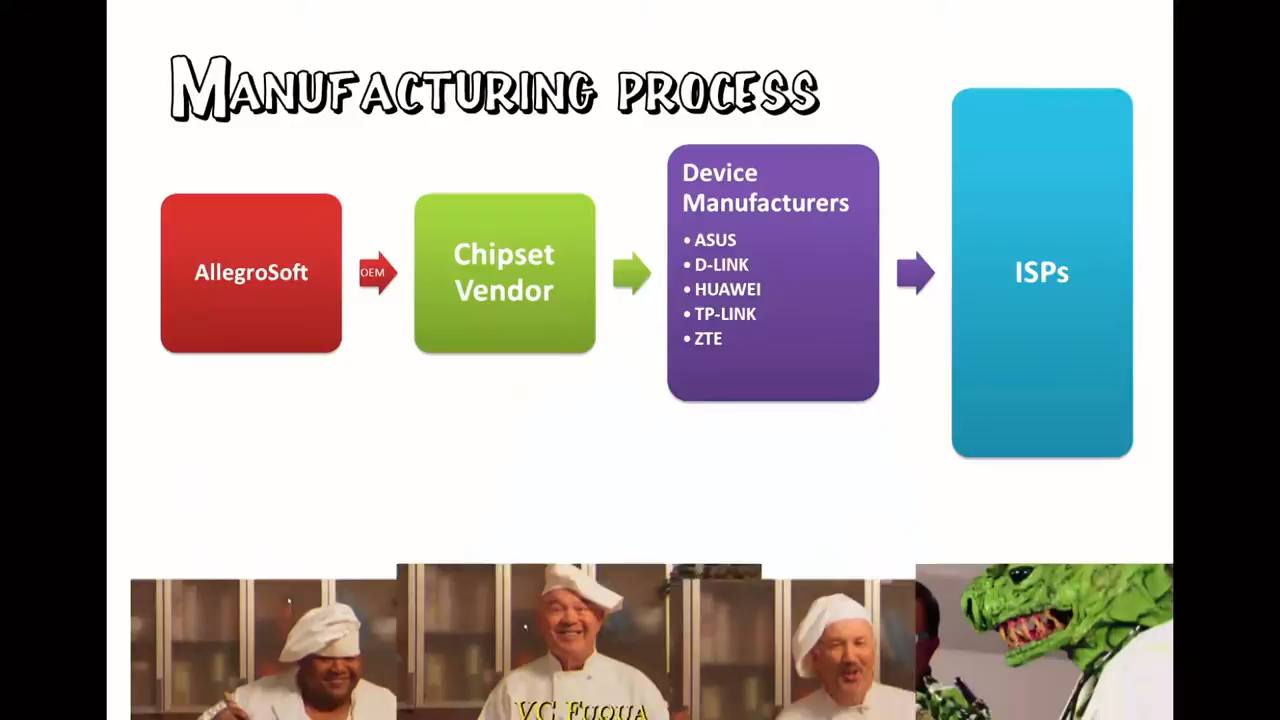 MANUFACTURING PROCESS
AllegroSoft
OEM
Chipset
Vendor
Device
Manufacturers
• ASUS
• D-LINK
• HUAWEI
• TP-LINK
• ZTE
ISPs
VC FUQUA